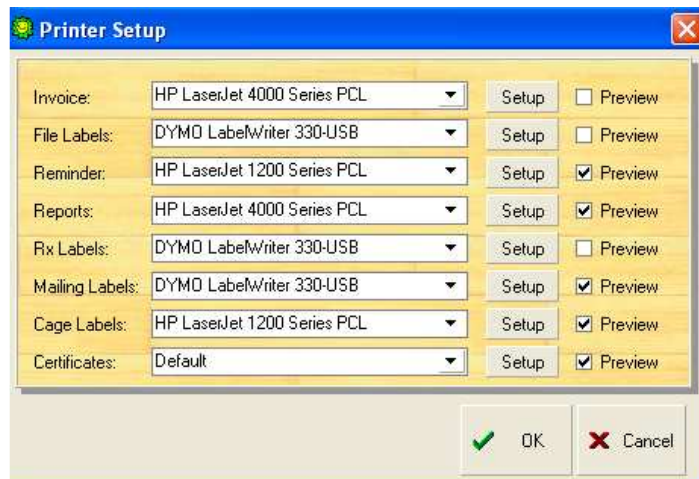 Printer Setup
Invoice: HP LaserJet 4000 Series PCL Setup Preview
File Labels: DYMO LabelWriter 330-USB Setup Preview
Reminder: HP LaserJet 1200 Series PCL Setup Preview
Reports: HP LaserJet 4000 Series PCL Setup Preview
Rx Labels: DYMO LabelWriter 330-USB Setup Preview
Mailing Labels: DYMO LabelWriter 330-USB Setup Preview
Cage Labels: HP LaserJet 1200 Series PCL Setup Preview
Certificates: Default Setup Preview
OK Cancel